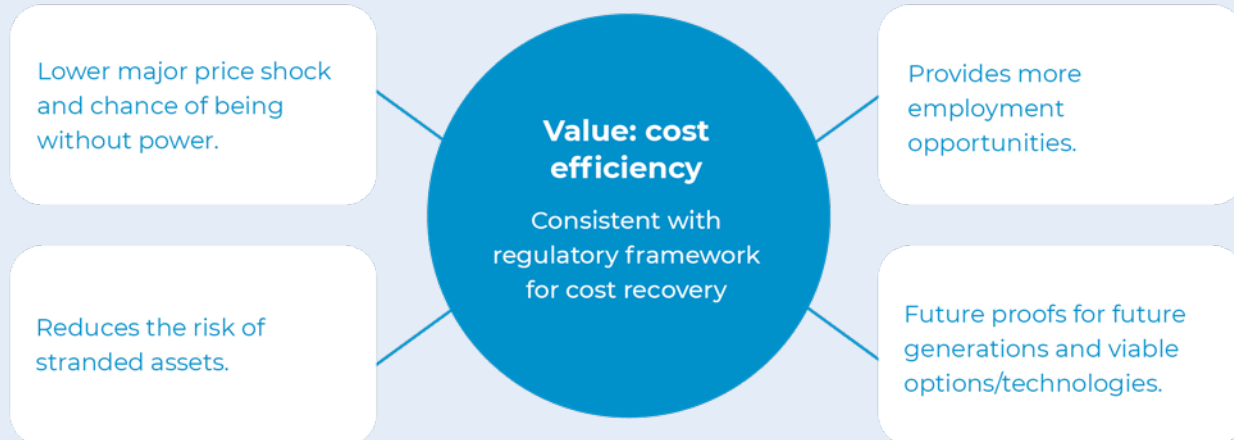 Lower major price shock
and chance of being
without power.
Reduces the risk of
stranded assets.
Value: cost
efficiency
Consistent with
regulatory framework
for cost recovery
Provides more
employment
opportunities.
Future proofs for future
generations and viable
options/technologies.